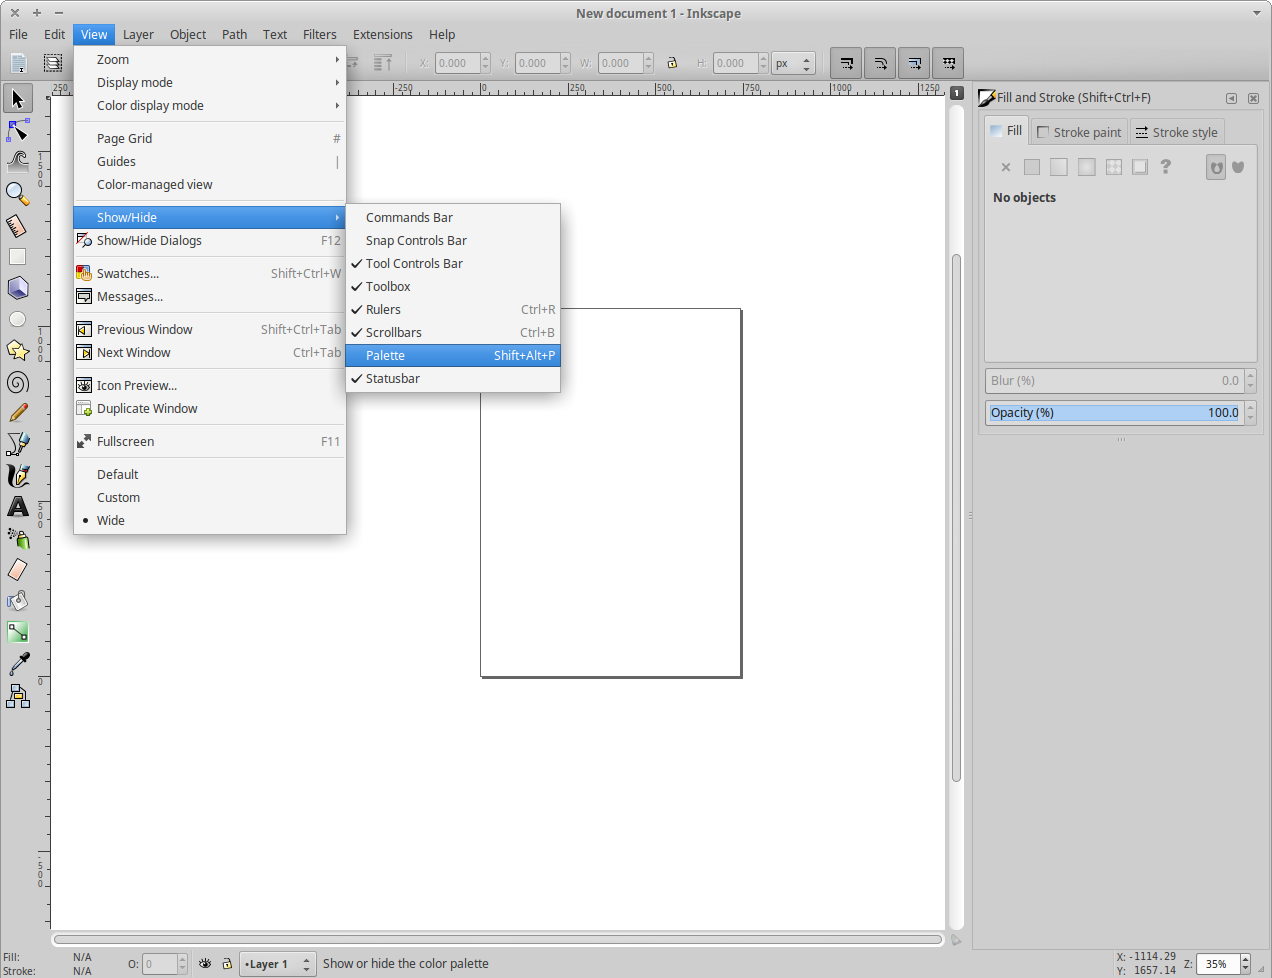 New document 1 - Inkscape
File Edit View Layer Object Path Text Filters Extensions Help
X: 0.000 Y: 0.000 W: 0.000 H: 0.000 px
250 -250 0 250 500 750 1000 1250
1
Zoom
Display mode
Color display mode
Page Grid #
Guides |
Color-managed view
Show/Hide
Show/Hide Dialogs F12
Swatches... Shift+Ctrl+W
Messages...
Previous Window Shift+Ctrl+Tab
Next Window Ctrl+Tab
Icon Preview...
Duplicate Window
Fullscreen F11
Default
Custom
Wide
Commands Bar
Snap Controls Bar
Tool Controls Bar
Toolbox
Rulers Ctrl+R
Scrollbars Ctrl+B
Palette Shift+Alt+P
Statusbar
1500
1000
500
0
-500
Fill and Stroke (Shift+Ctrl+F)
Fill Stroke paint Stroke style
?
No objects
Blur (%) 0.0
Opacity (%) 100.0
Fill: N/A
Stroke: N/A
O: 0
•Layer 1
Show or hide the color palette
X: -1114.29
Y: 1657.14
Z: 35%